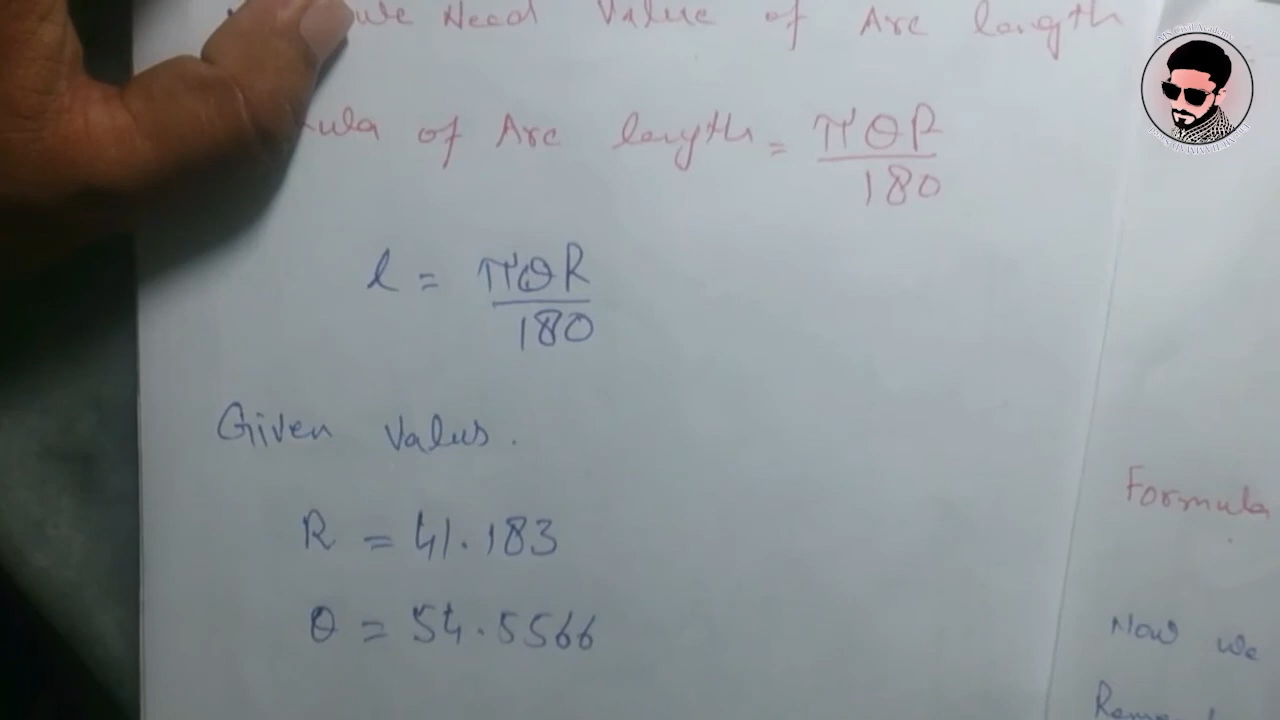 we Need Value of Arc length
of Arc length = πθR
180
l = πθR
180
Given Valus.
R = 41.183
θ = 54.5566
Formula
Now we